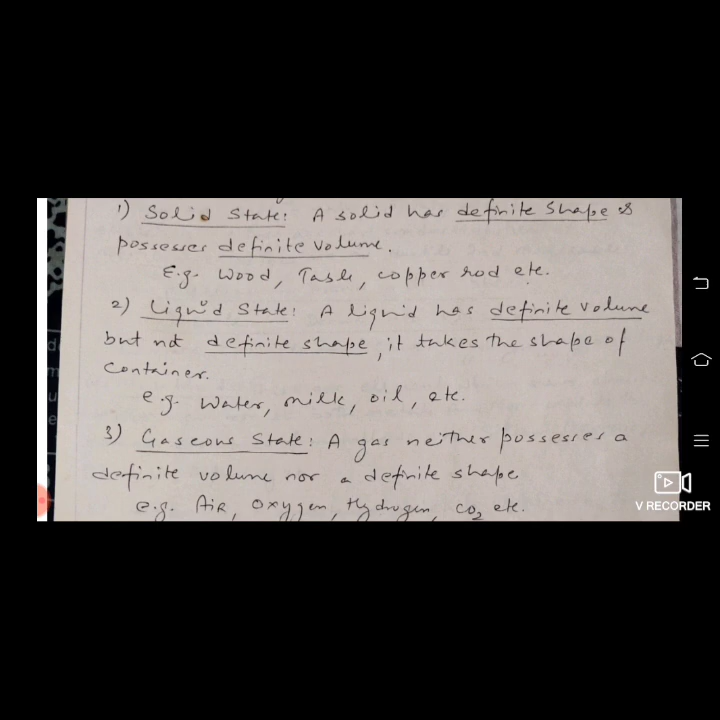 1) Solid State: A solid has definite shape &
possesses definite volume.
E.g. Wood, Table, copper rod etc.
2) Liquid State: A liquid has definite volume
but not definite shape, it takes the shape of
container.
e.g. Water, milk, oil, etc.
3) Gaseous State: A gas neither possesses a
definite volume nor a definite shape
e.g. Air, Oxygen, Hydrogen, CO₂ etc.
V RECORDER